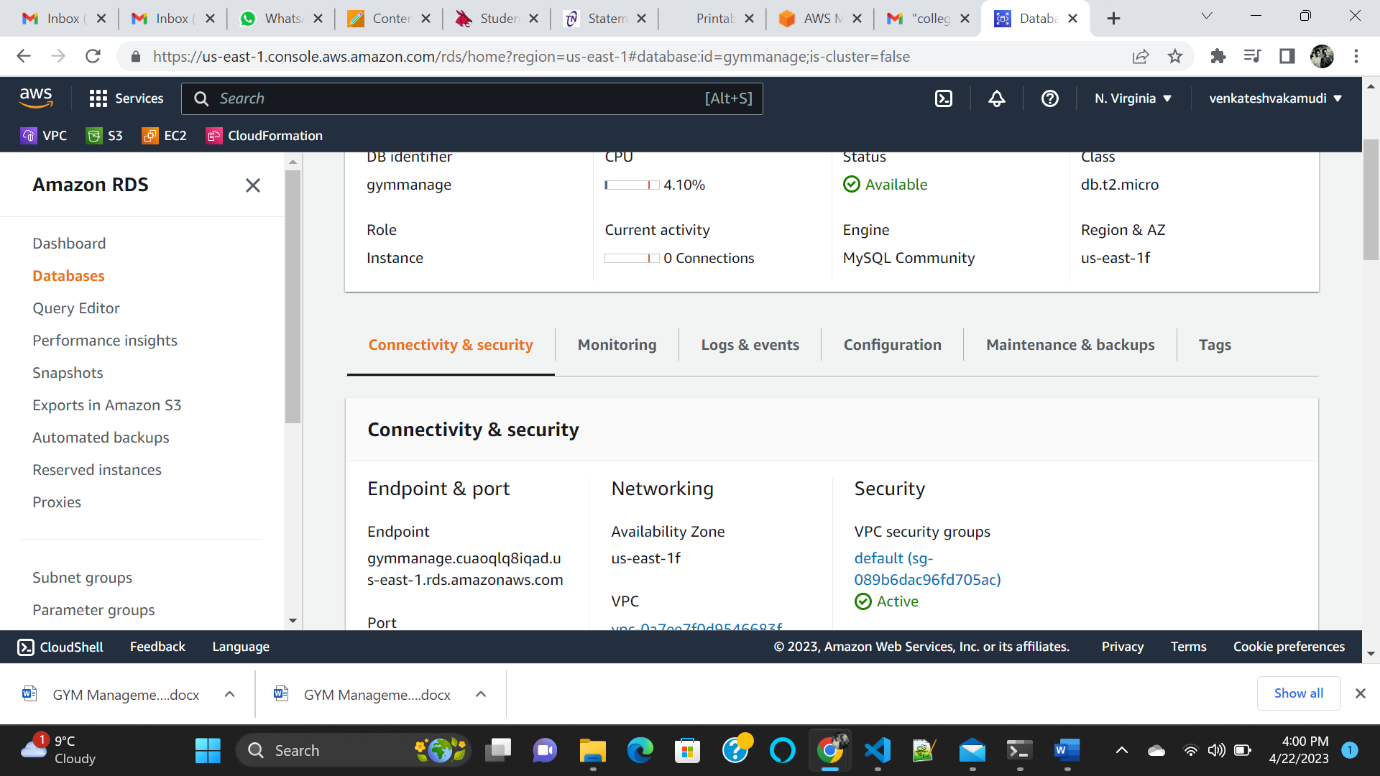 Inbox (
Inbox (
Whats
Conter
Studen
Statem
Printab
AWS M
"colleg
Databa
https://us-east-1.console.aws.amazon.com/rds/home?region=us-east-1#database:id=gymmanage;is-cluster=false
aws
Services
Search
[Alt+S]
N. Virginia
venkateshvakamudi
VPC
S3
EC2
CloudFormation
Amazon RDS
Dashboard
Databases
Query Editor
Performance insights
Snapshots
Exports in Amazon S3
Automated backups
Reserved instances
Proxies
Subnet groups
Parameter groups
DB identifier
gymmanage
CPU
4.10%
Status
Available
Class
db.t2.micro
Role
Instance
Current activity
0 Connections
Engine
MySQL Community
Region & AZ
us-east-1f
Connectivity & security
Monitoring
Logs & events
Configuration
Maintenance & backups
Tags
Connectivity & security
Endpoint & port
Endpoint
gymmanage.cuaoqlq8iqad.u
s-east-1.rds.amazonaws.com
Port
Networking
Availability Zone
us-east-1f
VPC
vpc-0a7ee7f0d9546683f
Security
VPC security groups
default (sg-
089b6dac96fd705ac)
Active
CloudShell
Feedback
Language
© 2023, Amazon Web Services, Inc. or its affiliates.
Privacy
Terms
Cookie preferences
GYM Manageme....docx
GYM Manageme....docx
Show all
1
9°C
Cloudy
Search
4:00 PM
4/22/2023
1